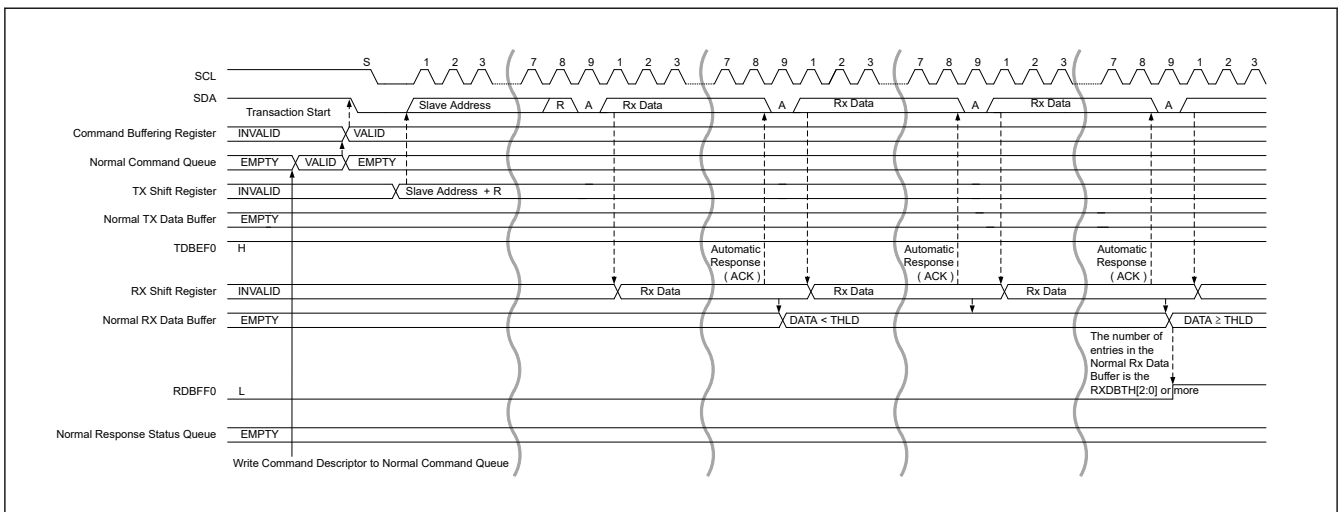 S 1 2 3 7 8 9 1 2 3 7 8 9 1 2 3 7 8 9 1 2 3 7 8 9 1 2 3
SCL
SDA
Transaction Start Slave Address R A Rx Data A Rx Data A Rx Data A
Command Buffering Register INVALID VALID
Normal Command Queue EMPTY VALID EMPTY
TX Shift Register INVALID Slave Address + R
Normal TX Data Buffer EMPTY
TDBEF0 H
Automatic Response ( ACK )
Automatic Response ( ACK )
Automatic Response ( ACK )
RX Shift Register INVALID Rx Data Rx Data Rx Data
Normal RX Data Buffer EMPTY DATA < THLD DATA ≥ THLD
The number of
entries in the
Normal Rx Data
Buffer is the
RXDBTH[2:0] or more
RDBFF0 L
Normal Response Status Queue EMPTY
Write Command Descriptor to Normal Command Queue